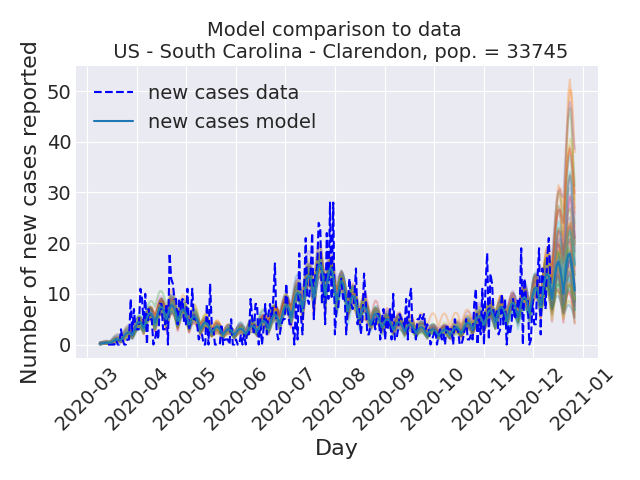 Model comparison to data
US - South Carolina - Clarendon, pop. = 33745
Number of new cases reported
50
40
30
20
10
0
new cases data
new cases model
2020-03
2020-04
2020-05
2020-06
2020-07
2020-08
2020-09
2020-10
2020-11
2020-12
2021-01
Day